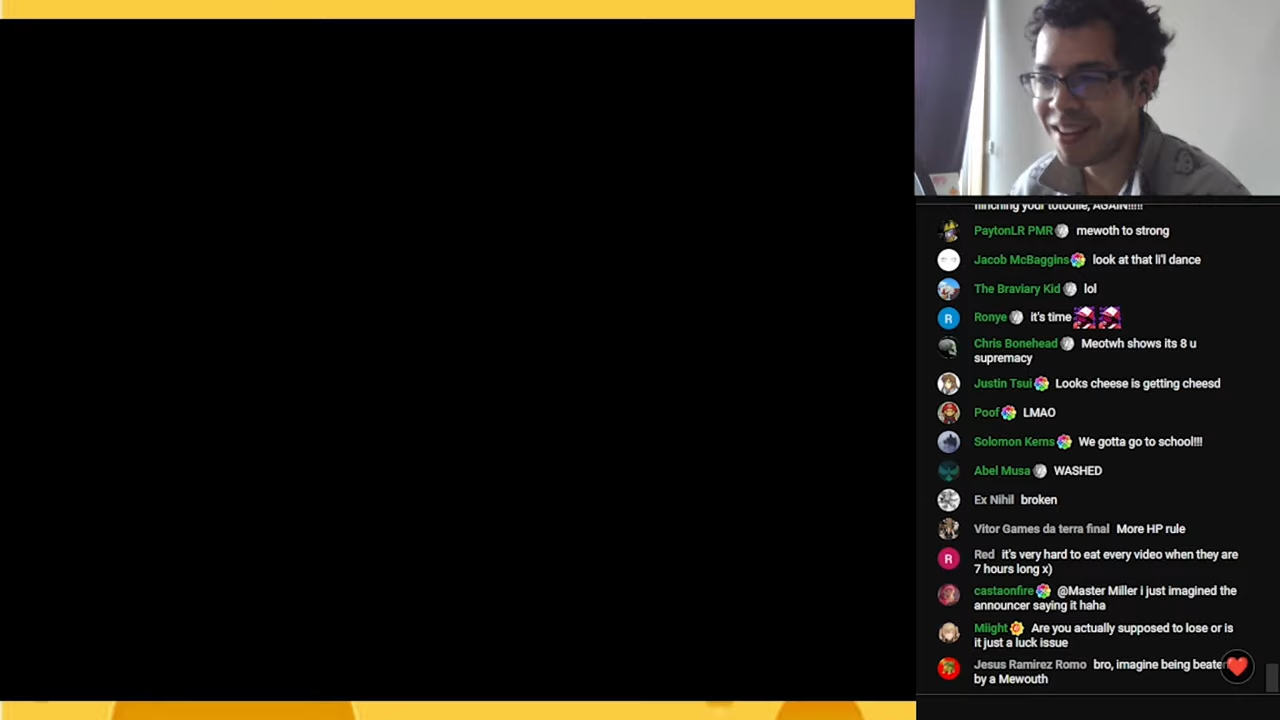 flinching your totodile, AGAIN!!!!!
PaytonLR PMR mewoth to strong
Jacob McBaggins look at that li'l dance
The Braviary Kid lol
R Ronye it's time
Chris Bonehead Meotwh shows its 8 u
supremacy
Justin Tsui Looks cheese is getting cheesd
Poof LMAO
Solomon Kerns We gotta go to school!!!
Abel Musa WASHED
Ex Nihil broken
Vitor Games da terra final More HP rule
R Red it's very hard to eat every video when they are
7 hours long x)
castaonfire @Master Miller i just imagined the
announcer saying it haha
Miight Are you actually supposed to lose or is
it just a luck issue
Jesus Ramirez Romo bro, imagine being beate
by a Mewouth